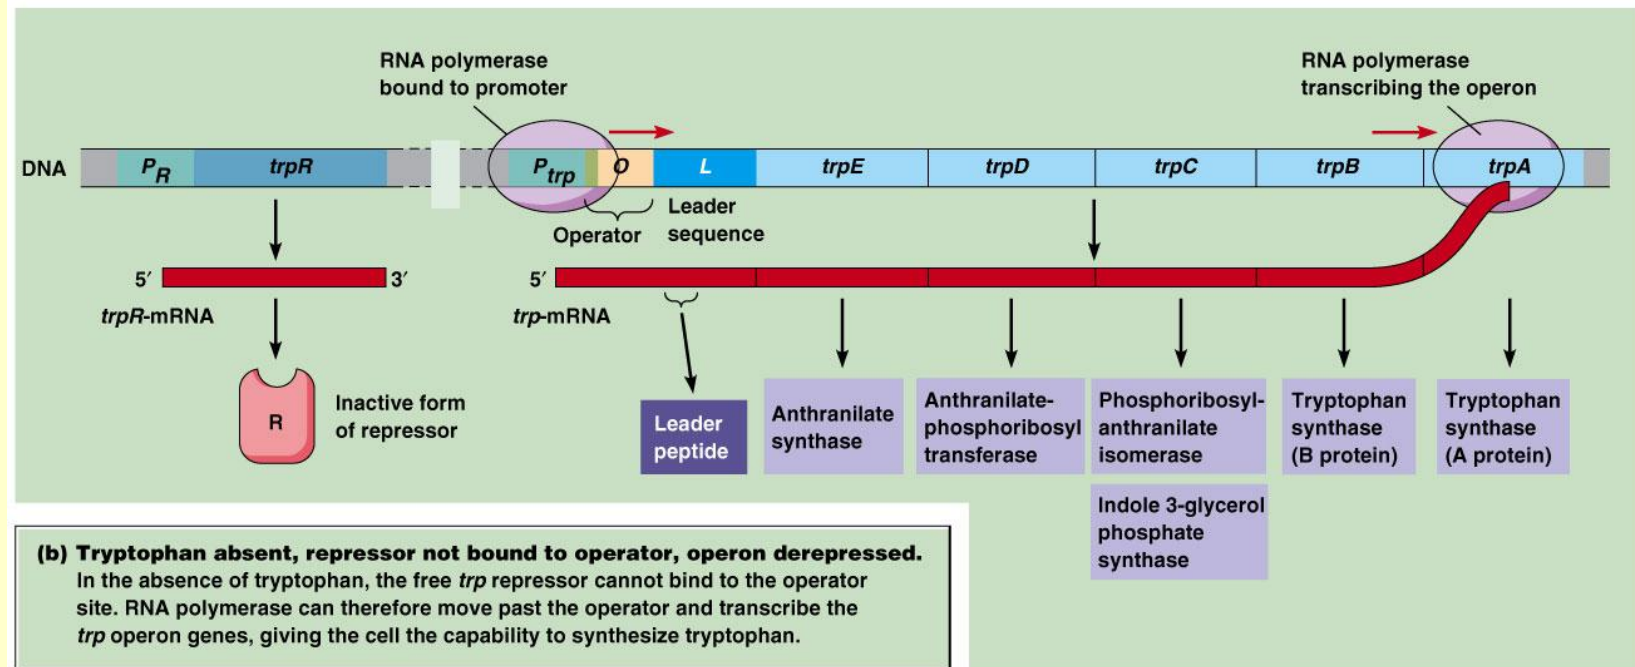 RNA polymerase
bound to promoter
RNA polymerase
transcribing the operon
DNA
PR
trpR
Ptrp
O
L
trpE
trpD
trpC
trpB
trpA
Operator
Leader
sequence
5′
3′
5′
trpR-mRNA
trp-mRNA
R
Inactive form
of repressor
Leader
peptide
Anthranilate
synthase
Anthranilate-
phosphoribosyl
transferase
Phosphoribosyl-
anthranilate
isomerase
Tryptophan
synthase
(B protein)
Tryptophan
synthase
(A protein)
Indole 3-glycerol
phosphate
synthase
(b) Tryptophan absent, repressor not bound to operator, operon derepressed.
In the absence of tryptophan, the free trp repressor cannot bind to the operator
site. RNA polymerase can therefore move past the operator and transcribe the
trp operon genes, giving the cell the capability to synthesize tryptophan.